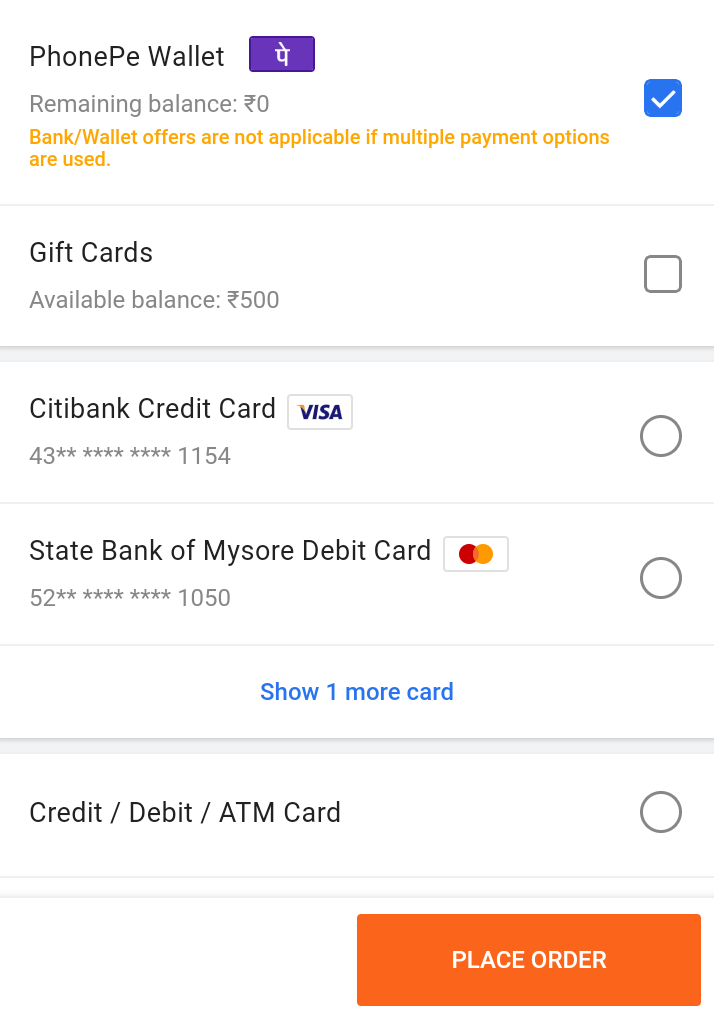 PhonePe Wallet पे
Remaining balance: ₹0
Bank/Wallet offers are not applicable if multiple payment options
are used.
Gift Cards
Available balance: ₹500
Citibank Credit Card VISA
43** **** **** 1154
State Bank of Mysore Debit Card
52** **** **** 1050
Show 1 more card
Credit / Debit / ATM Card
PLACE ORDER